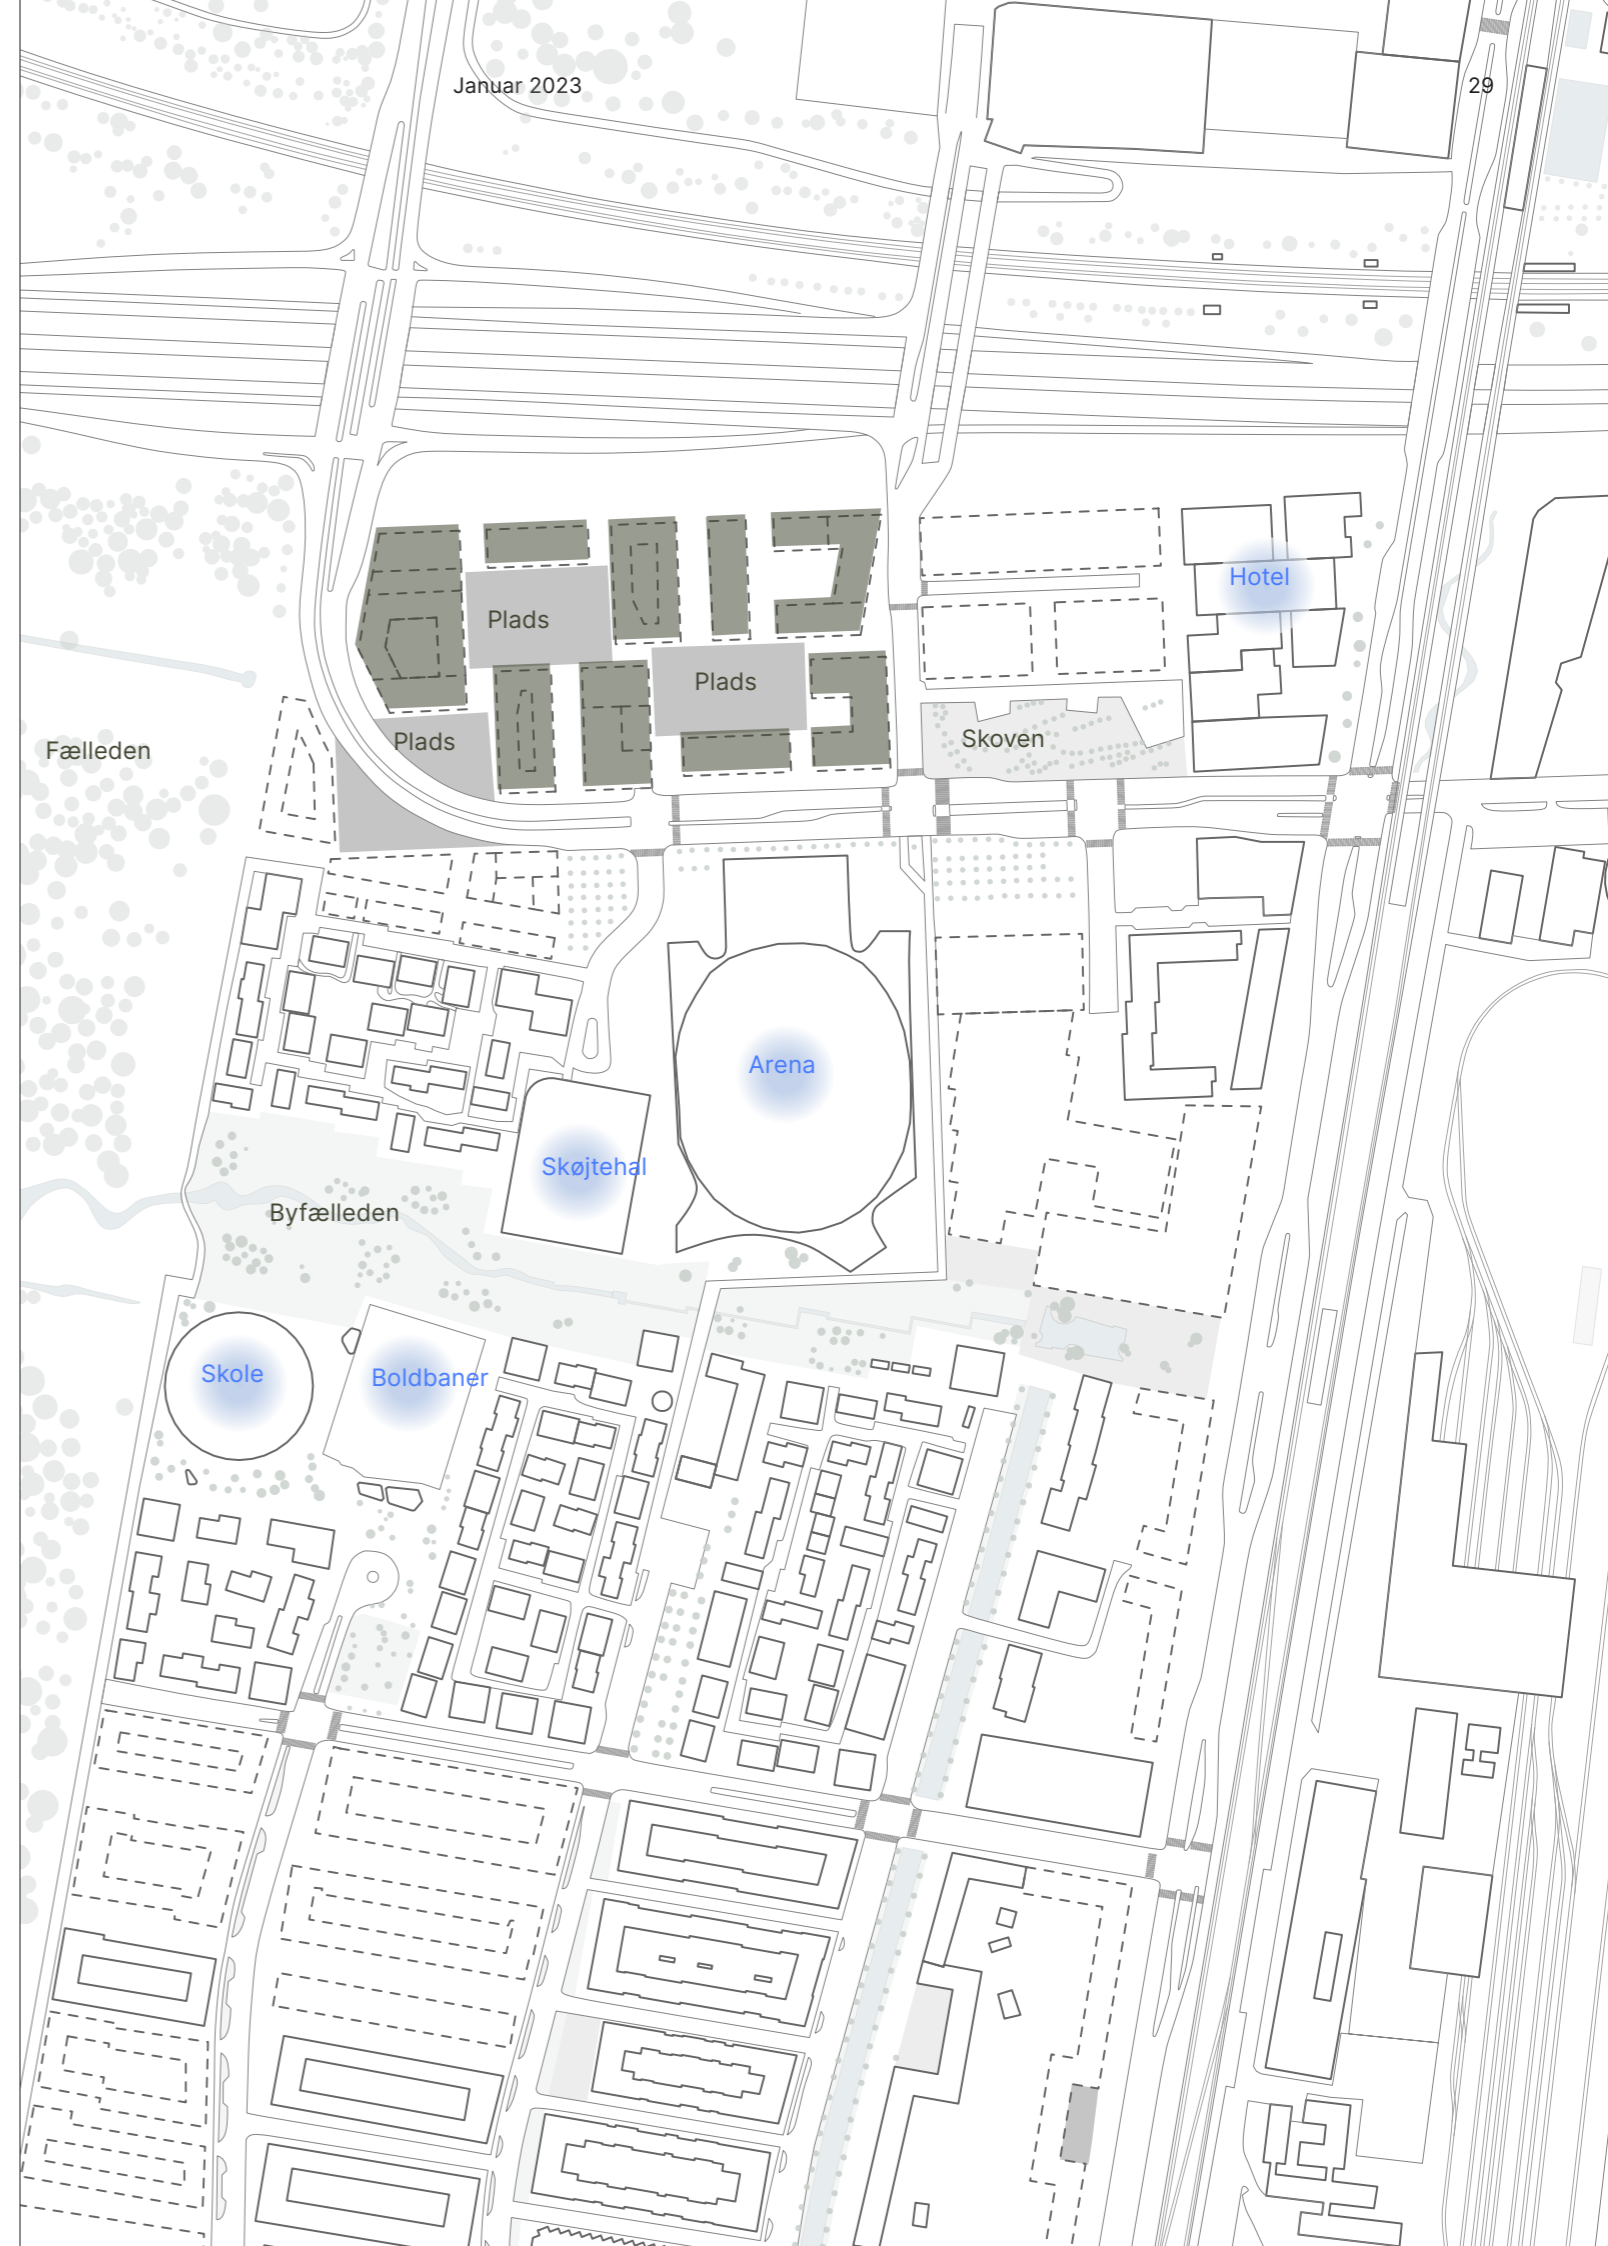 Januar 2023
29
Hotel
Plads
Plads
Plads
Skoven
Fælleden
Arena
Skøjtehal
Byfælleden
Skole
Boldbaner